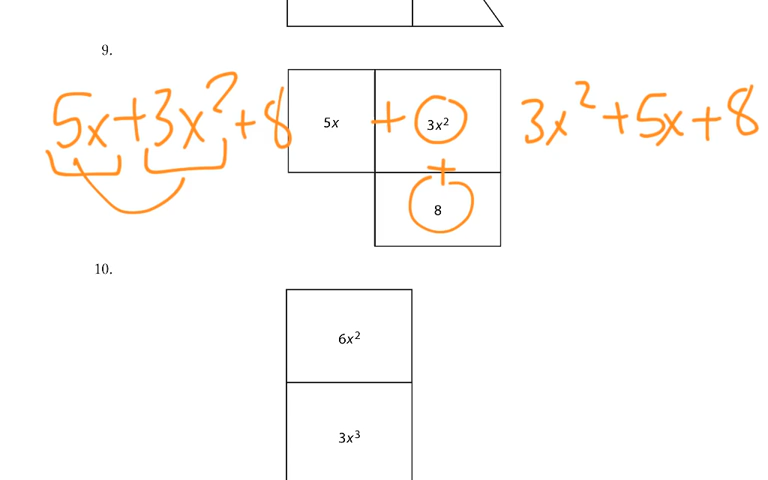 9.
5x+3x²+8
5x + 3x²
3x²+5x+8
+
8
10.
6x²
3x³